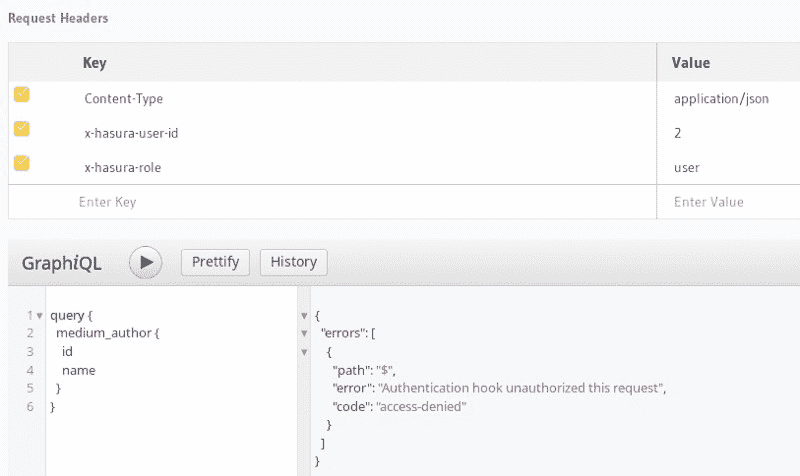 Request Headers
Key Value
Content-Type application/json
x-hasura-user-id 2
x-hasura-role user
Enter Key Enter Value
GraphiQL Prettify History
1 query {
2 medium_author {
3 id
4 name
5 }
6 }
{
"errors": [
{
"path": "$",
"error": "Authentication hook unauthorized this request",
"code": "access-denied"
}
]
}